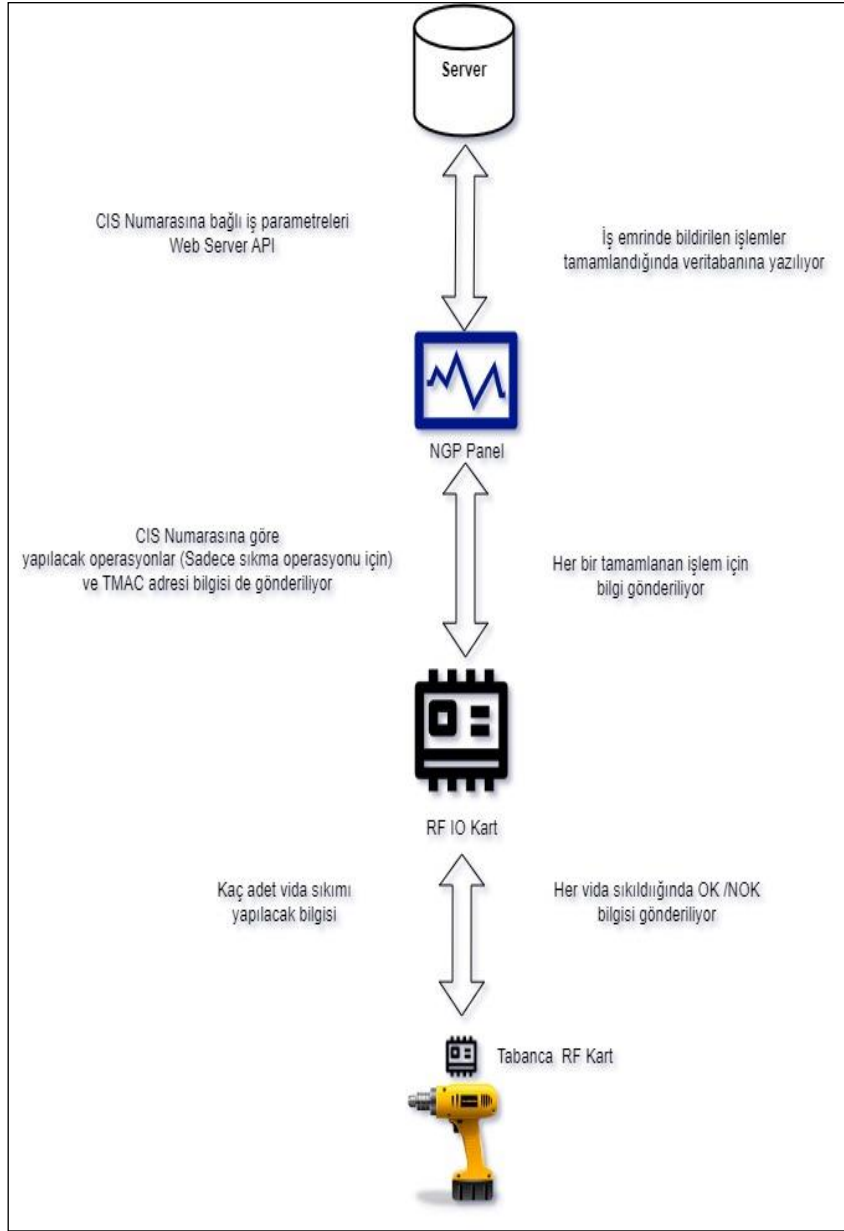 Server
CIS Numarasına bağlı iş parametreleri
Web Server API
İş emrinde bildirilen işlemler
tamamlandığında veritabanına yazılıyor
NGP Panel
CIS Numarasına göre
yapılacak operasyonlar (Sadece sıkma operasyonu için)
ve TMAC adresi bilgisi de gönderiliyor
Her bir tamamlanan işlem için
bilgi gönderiliyor
RF IO Kart
Kaç adet vida sıkımı
yapılacak bilgisi
Her vida sıkıldıığında OK /NOK
bilgisi gönderiliyor
Tabanca RF Kart